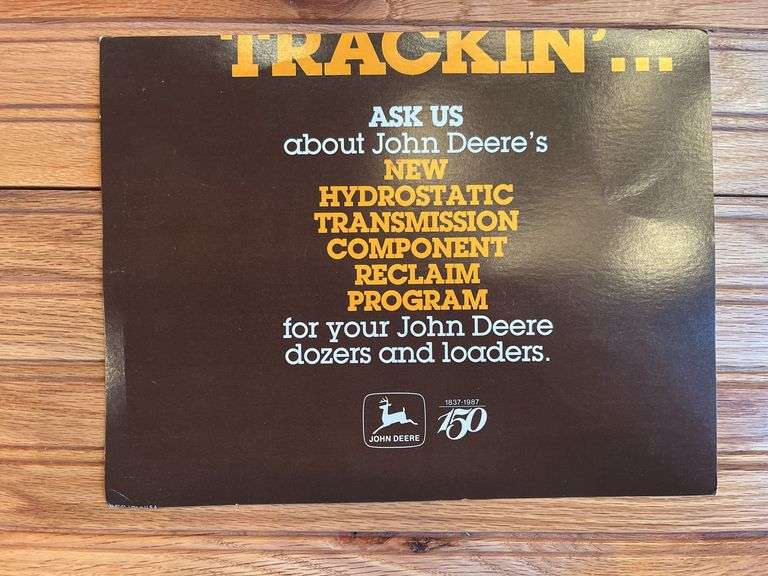 TRACKIN'...
ASK US
about John Deere's
NEW
HYDROSTATIC
TRANSMISSION
COMPONENT
RECLAIM
PROGRAM
for your John Deere
dozers and loaders.
JOHN DEERE
1837-1987
150